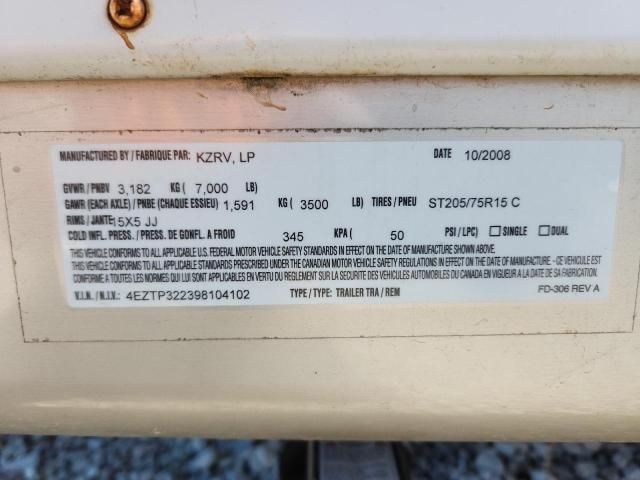 MANUFACTURED BY / FABRIQUE PAR: KZRV, LP DATE 10/2008
GVWR / PNBV 3,182 KG ( 7,000 LB)
GAWR (EACH AXLE) / PNBE (CHAQUE ESSIEU) 1,591 KG ( 3500 LB) TIRES / PNEU ST205/75R15 C
RIMS / JANTE 15X5 JJ
COLD INFL. PRESS. / PRESS. DE GONFL. A FROID 345 KPA ( 50 PSI / LPC) SINGLE DUAL
THIS VEHICLE CONFORMS TO ALL APPLICABLE U.S. FEDERAL MOTOR VEHICLE SAFETY STANDARDS IN EFFECT ON THE DATE OF MANUFACTURE SHOWN ABOVE.
THIS VEHICLE CONFORMS TO ALL APPLICABLE STANDARDS PRESCRIBED UNDER THE CANADIAN MOTOR VEHICLE SAFETY REGULATIONS IN EFFECT ON THE DATE OF MANUFACTURE. / CE VEHICULE EST
CONFORME A TOUTES LES NORMES QUI LUI SONT APPLICABLES EN VERTU DU REGLEMENT SUR LA SECURITE DES VEHICULES AUTOMOBILES DU CANADA EN VIGUEUR A LA DATE DE SA FABRICATION.
V.I.N. / N.I.V. 4EZTP322398104102 TYPE / TYPE: TRAILER TRA / REM FD-306 REV A